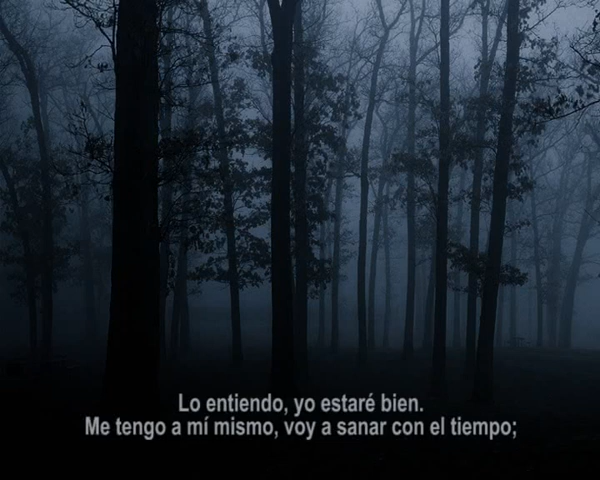 Lo entiendo, yo estaré bien.
Me tengo a mí mismo, voy a sanar con el tiempo;